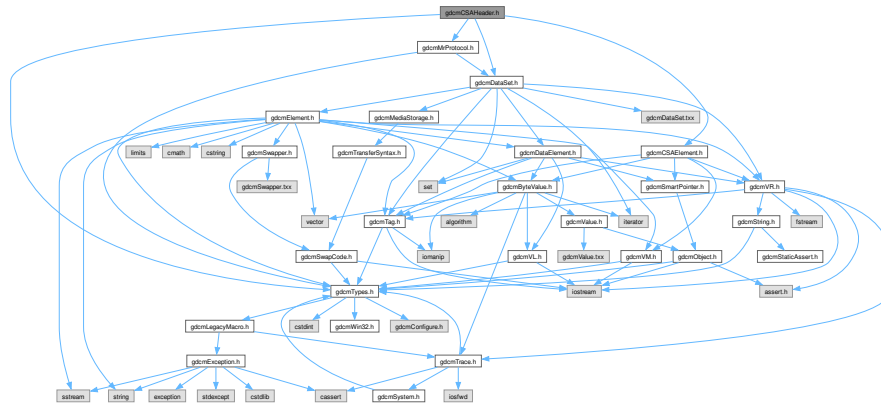 gdcmCSAHeader.h
gdcmMrProtocol.h
gdcmDataSet.h
gdcmElement.h
gdcmMediaStorage.h
gdcmDataSet.txx
limits
cmath
cstring
gdcmSwapper.h
gdcmTransferSyntax.h
gdcmDataElement.h
gdcmCSAElement.h
gdcmSwapper.txx
set
gdcmByteValue.h
gdcmSmartPointer.h
gdcmVR.h
vector
gdcmTag.h
algorithm
gdcmValue.h
iterator
gdcmString.h
fstream
gdcmSwapCode.h
iomanip
gdcmVL.h
gdcmValue.txx
gdcmVM.h
gdcmObject.h
gdcmStaticAssert.h
gdcmTypes.h
iostream
assert.h
gdcmLegacyMacro.h
cstdint
gdcmWin32.h
gdcmConfigure.h
gdcmException.h
gdcmTrace.h
sstream
string
exception
stdexcept
cstdlib
cassert
gdcmSystem.h
iosfwd